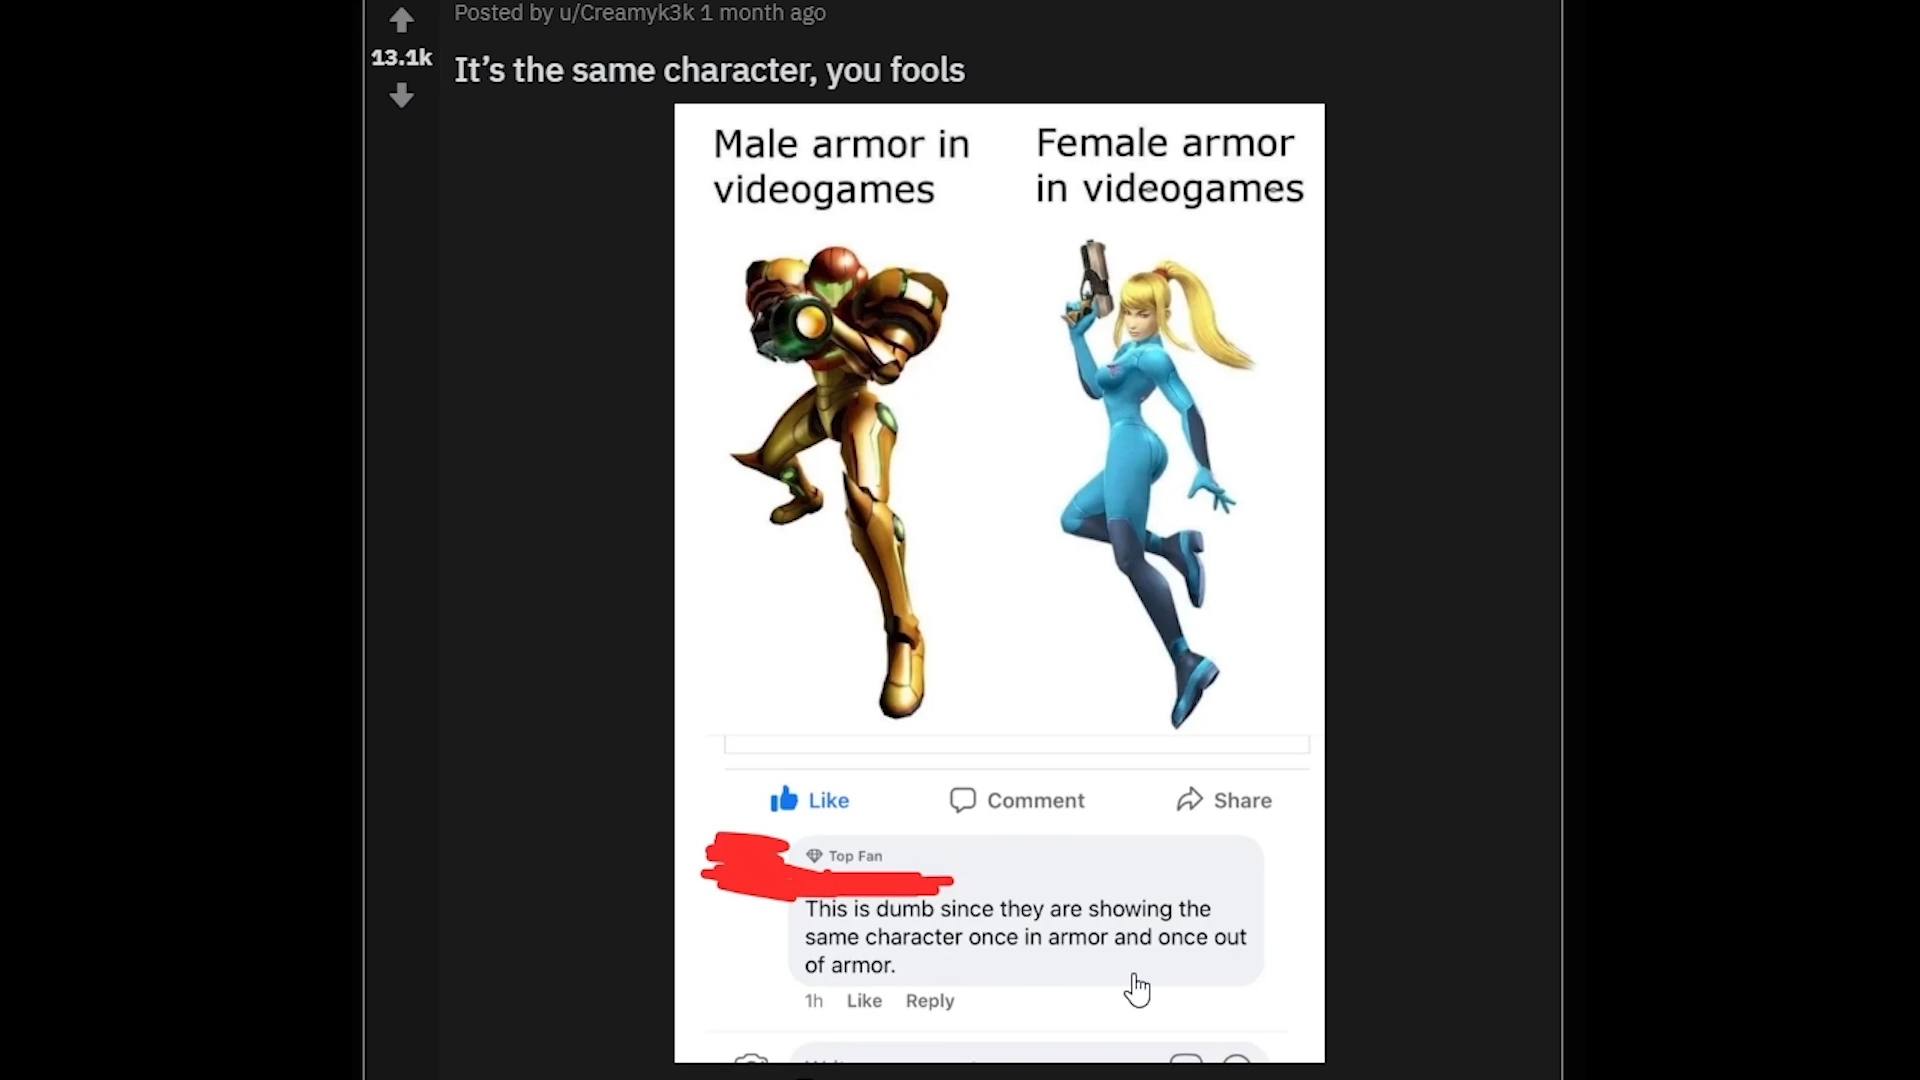 Posted by u/Creamyk3k 1 month ago
13.1k
It’s the same character, you fools
Male armor in
videogames
Female armor
in videogames
Like
Comment
Share
Top Fan
This is dumb since they are showing the
same character once in armor and once out
of armor.
1h Like Reply